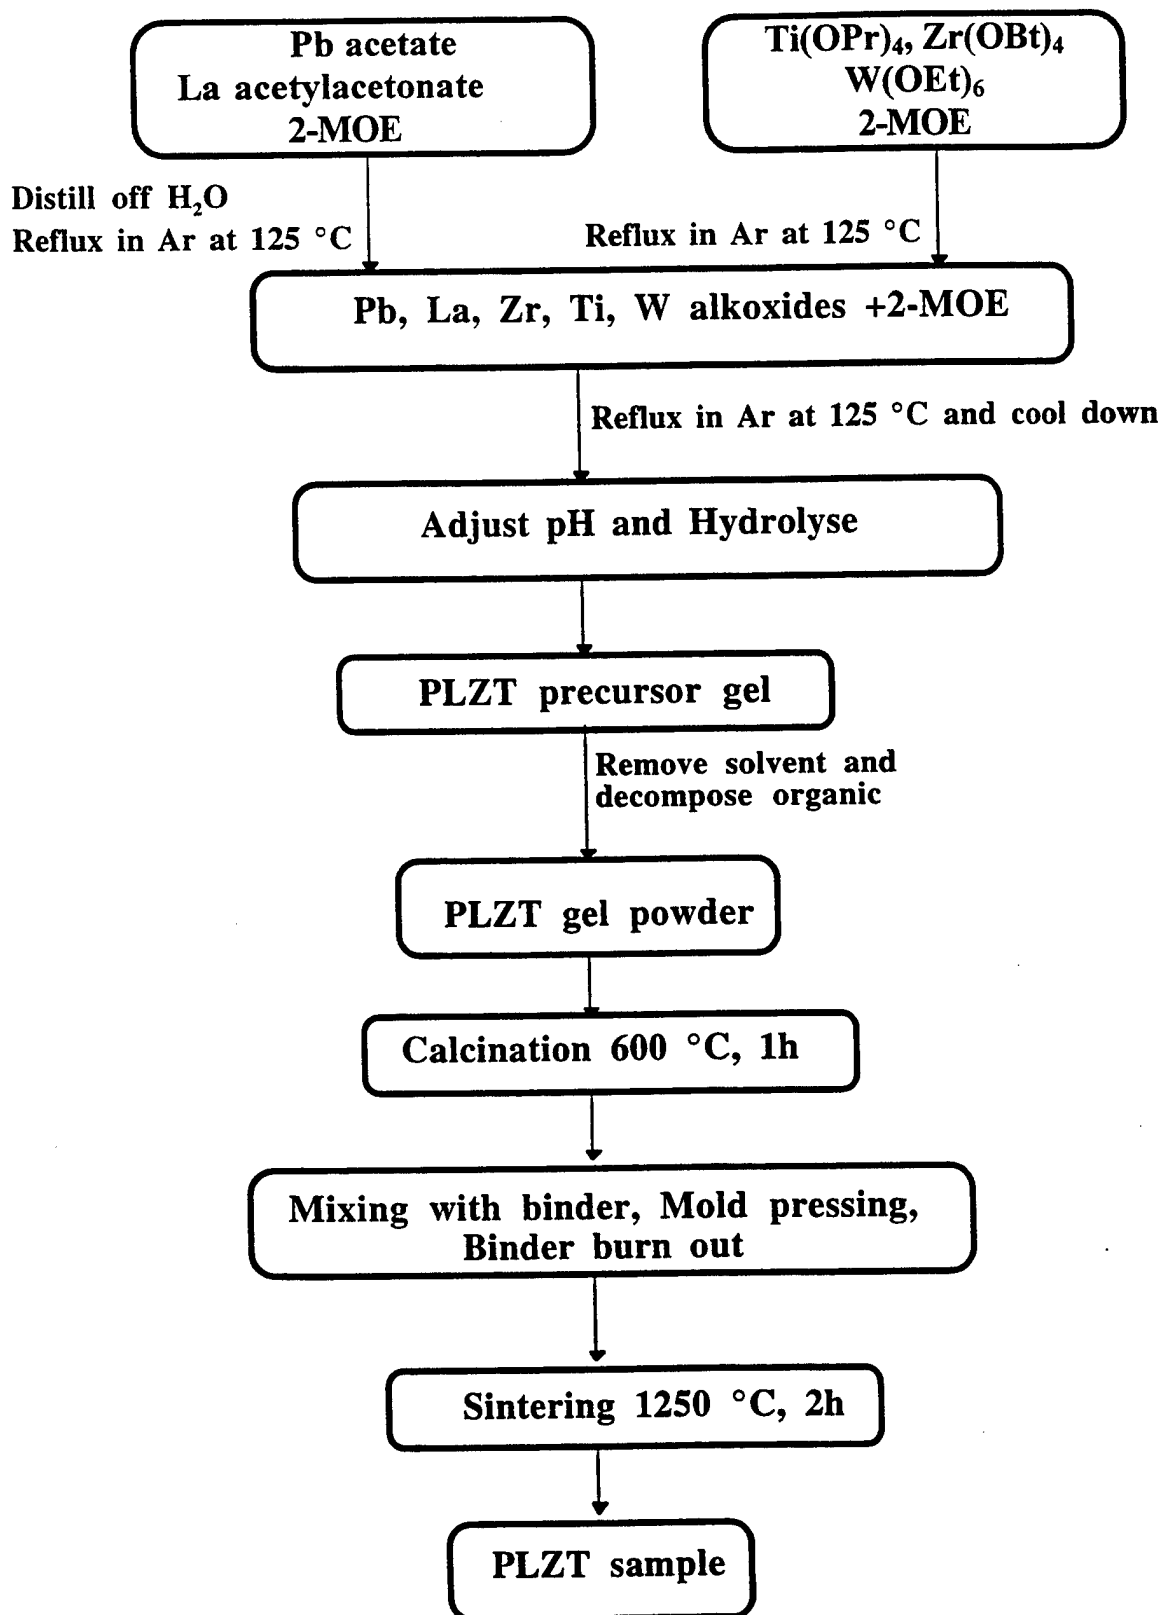 Pb acetate
La acetylacetonate
2-MOE
Ti(OPr)₄, Zr(OBt)₄
W(OEt)₆
2-MOE
Distill off H₂O
Reflux in Ar at 125 °C
Reflux in Ar at 125 °C
Pb, La, Zr, Ti, W alkoxides +2-MOE
Reflux in Ar at 125 °C and cool down
Adjust pH and Hydrolyse
PLZT precursor gel
Remove solvent and
decompose organic
PLZT gel powder
Calcination 600 °C, 1h
Mixing with binder, Mold pressing,
Binder burn out
Sintering 1250 °C, 2h
PLZT sample